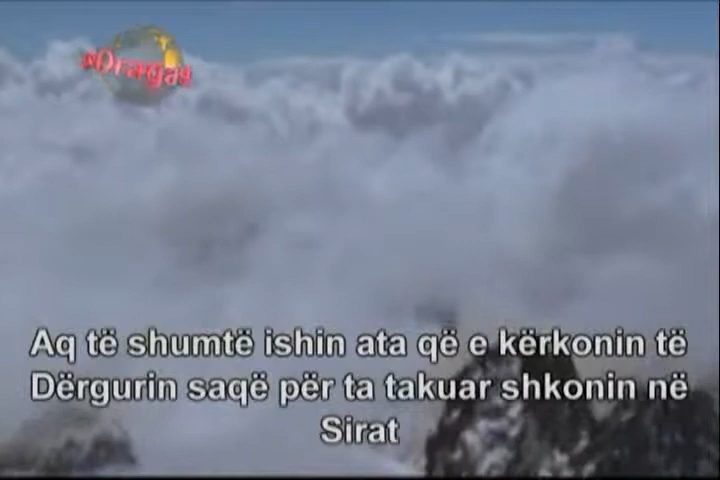 Aq të shumtë ishin ata që e kërkonin të
Dërgurin saqë për ta takuar shkonin në
Sirat